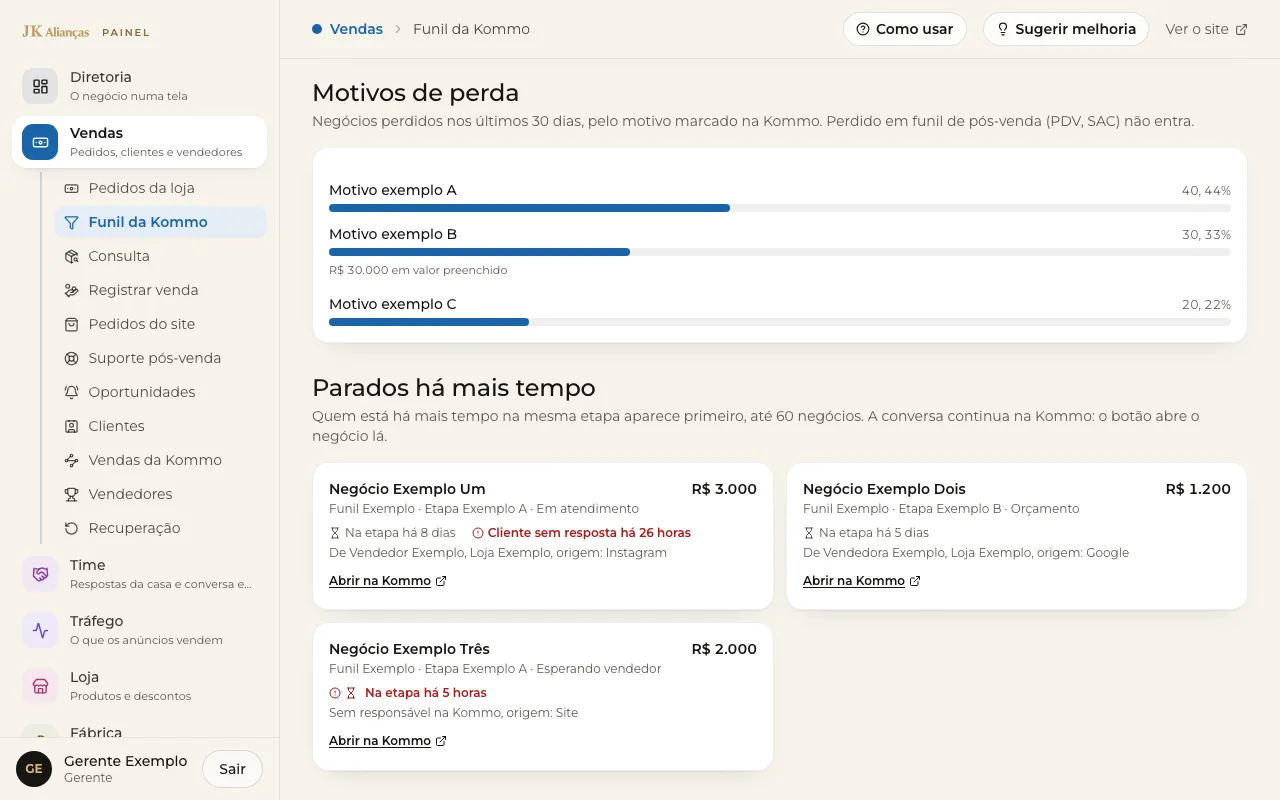 JK Alianças PAINEL
Diretoria
O negócio numa tela
Vendas
Pedidos, clientes e vendedores
Pedidos da loja
Funil da Kommo
Consulta
Registrar venda
Pedidos do site
Suporte pós-venda
Oportunidades
Clientes
Vendas da Kommo
Vendedores
Recuperação
Time
Respostas da casa e conversa e…
Tráfego
O que os anúncios vendem
Loja
Produtos e descontos
Fábrica
GE
Gerente Exemplo
Gerente
Sair
Vendas > Funil da Kommo
Como usar
Sugerir melhoria
Ver o site
Motivos de perda
Negócios perdidos nos últimos 30 dias, pelo motivo marcado na Kommo. Perdido em funil de pós-venda (PDV, SAC) não entra.
Motivo exemplo A 40, 44%
Motivo exemplo B 30, 33%
R$ 30.000 em valor preenchido
Motivo exemplo C 20, 22%
Parados há mais tempo
Quem está há mais tempo na mesma etapa aparece primeiro, até 60 negócios. A conversa continua na Kommo: o botão abre o
negócio lá.
Negócio Exemplo Um R$ 3.000
Funil Exemplo · Etapa Exemplo A · Em atendimento
Na etapa há 8 dias Cliente sem resposta há 26 horas
De Vendedor Exemplo, Loja Exemplo, origem: Instagram
Abrir na Kommo
Negócio Exemplo Dois R$ 1.200
Funil Exemplo · Etapa Exemplo B · Orçamento
Na etapa há 5 dias
De Vendedora Exemplo, Loja Exemplo, origem: Google
Abrir na Kommo
Negócio Exemplo Três R$ 2.000
Funil Exemplo · Etapa Exemplo A · Esperando vendedor
Na etapa há 5 horas
Sem responsável na Kommo, origem: Site
Abrir na Kommo